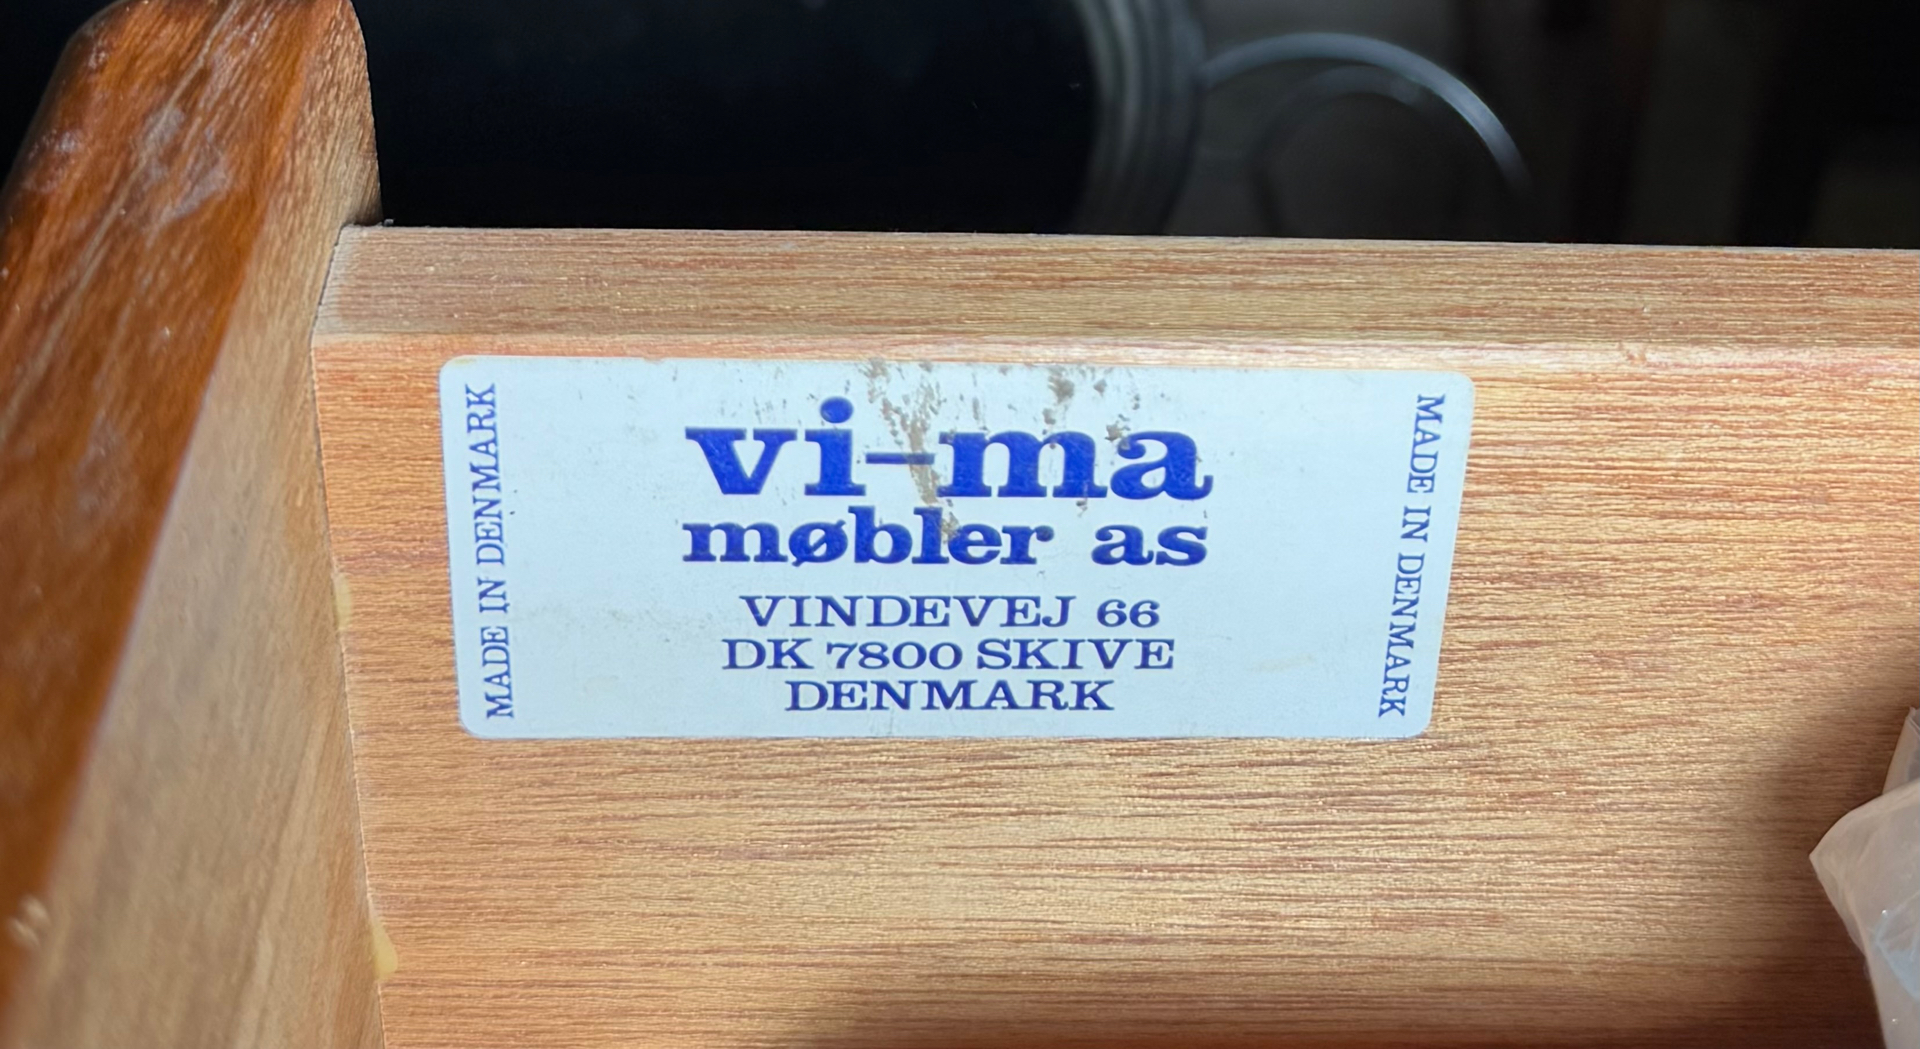 MADE IN DENMARK
vi-ma
møbler as
VINDEVEJ 66
DK 7800 SKIVE
DENMARK
MADE IN DENMARK